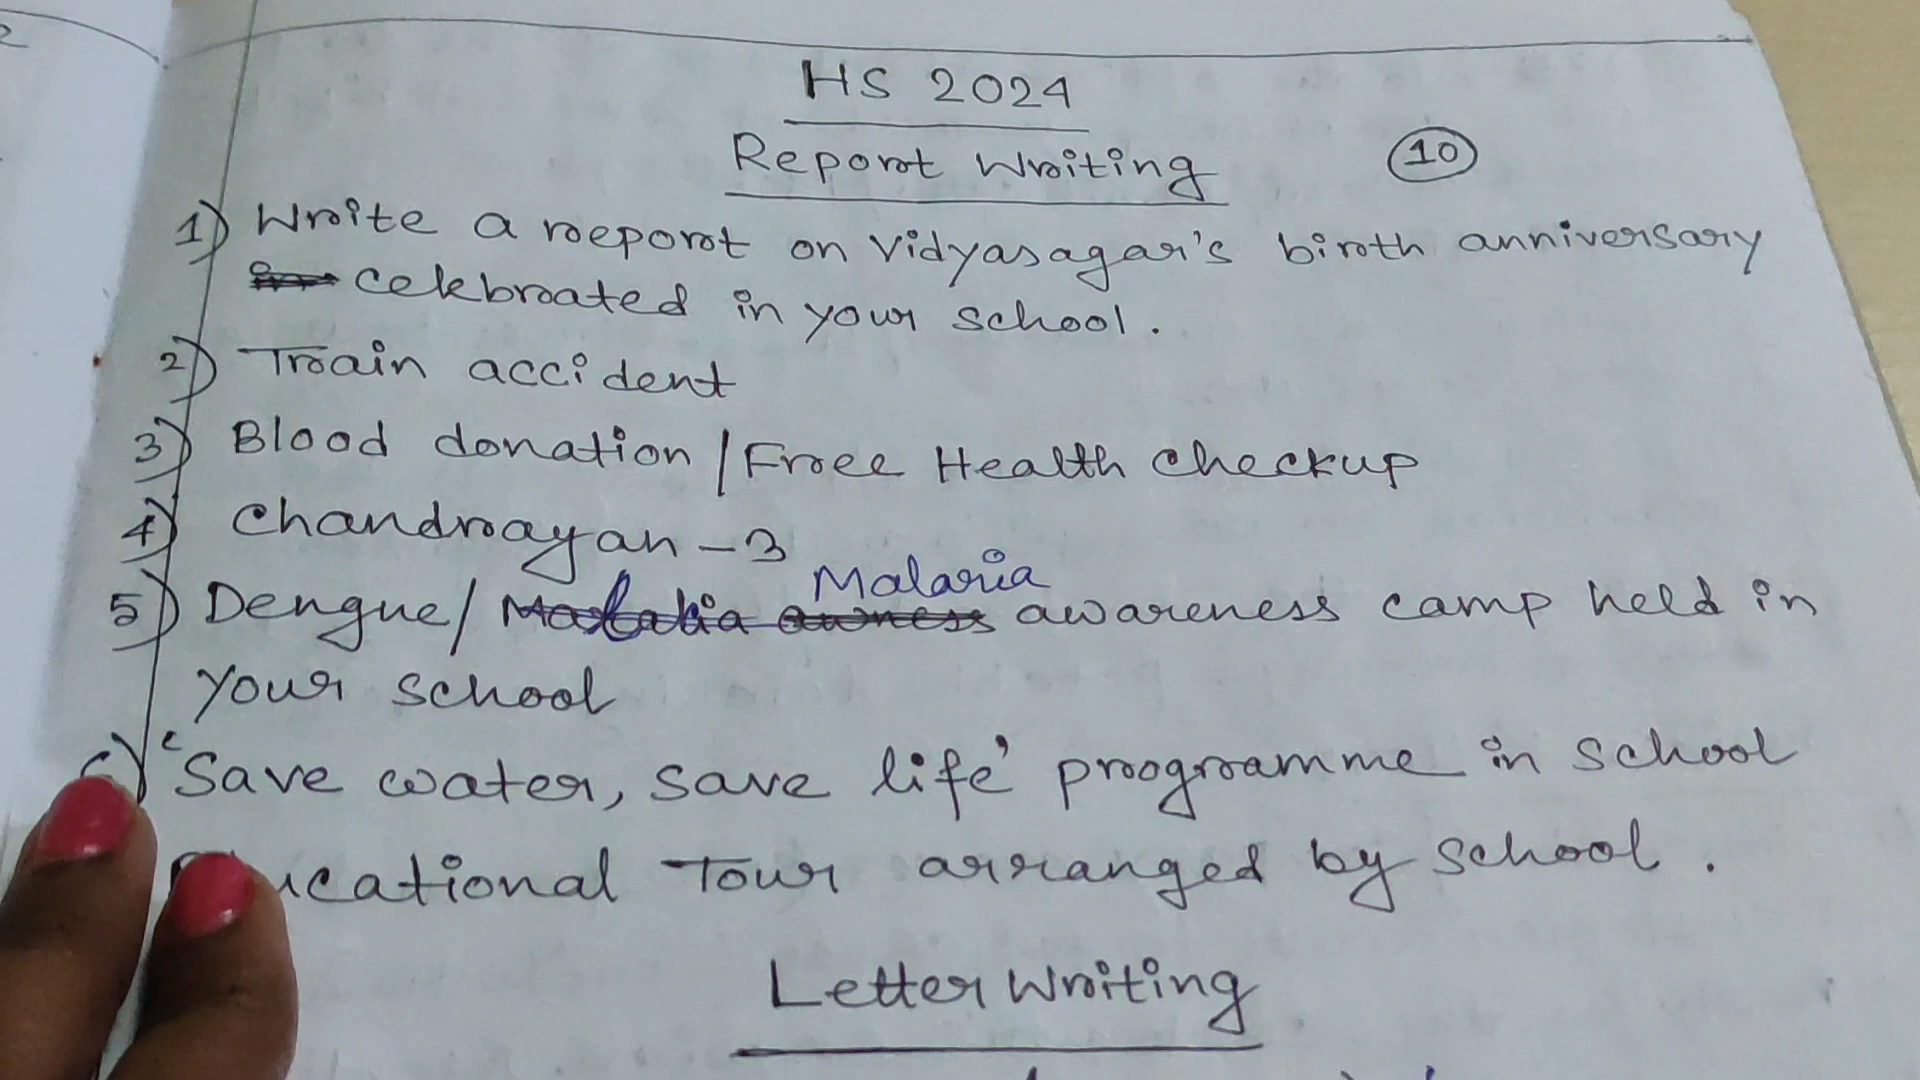 HS 2024
Report Writing
10
1) Write a report on Vidyasagar's birth anniversary
celebrated in your school.
2) Train accident
3) Blood donation / Free Health checkup
4) Chandrayan-3
5) Dengue / Malaria awareness camp held in
your school
'Save water, save life' programme in school
Tour arranged by school.
Letter Writing